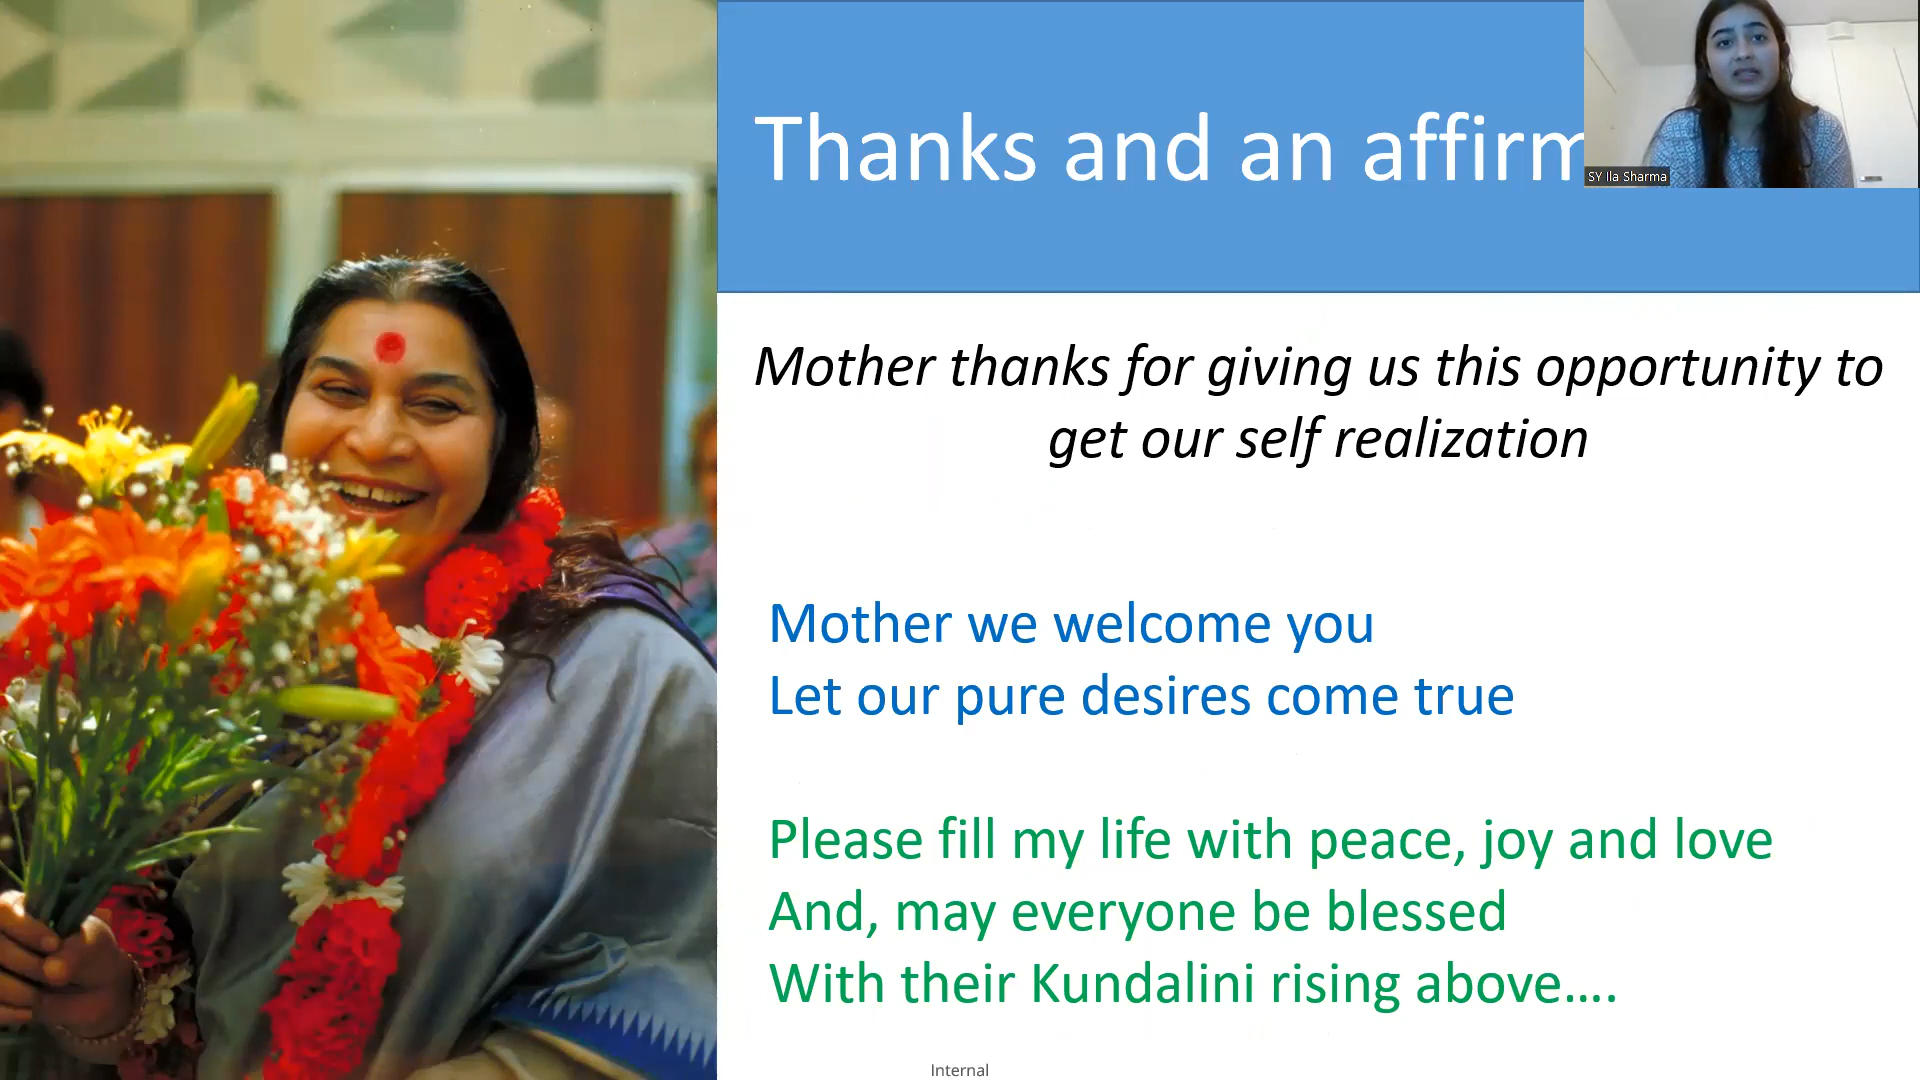 Thanks and an affirm
SY Ila Sharma
Mother thanks for giving us this opportunity to
get our self realization
Mother we welcome you
Let our pure desires come true
Please fill my life with peace, joy and love
And, may everyone be blessed
With their Kundalini rising above....
Internal